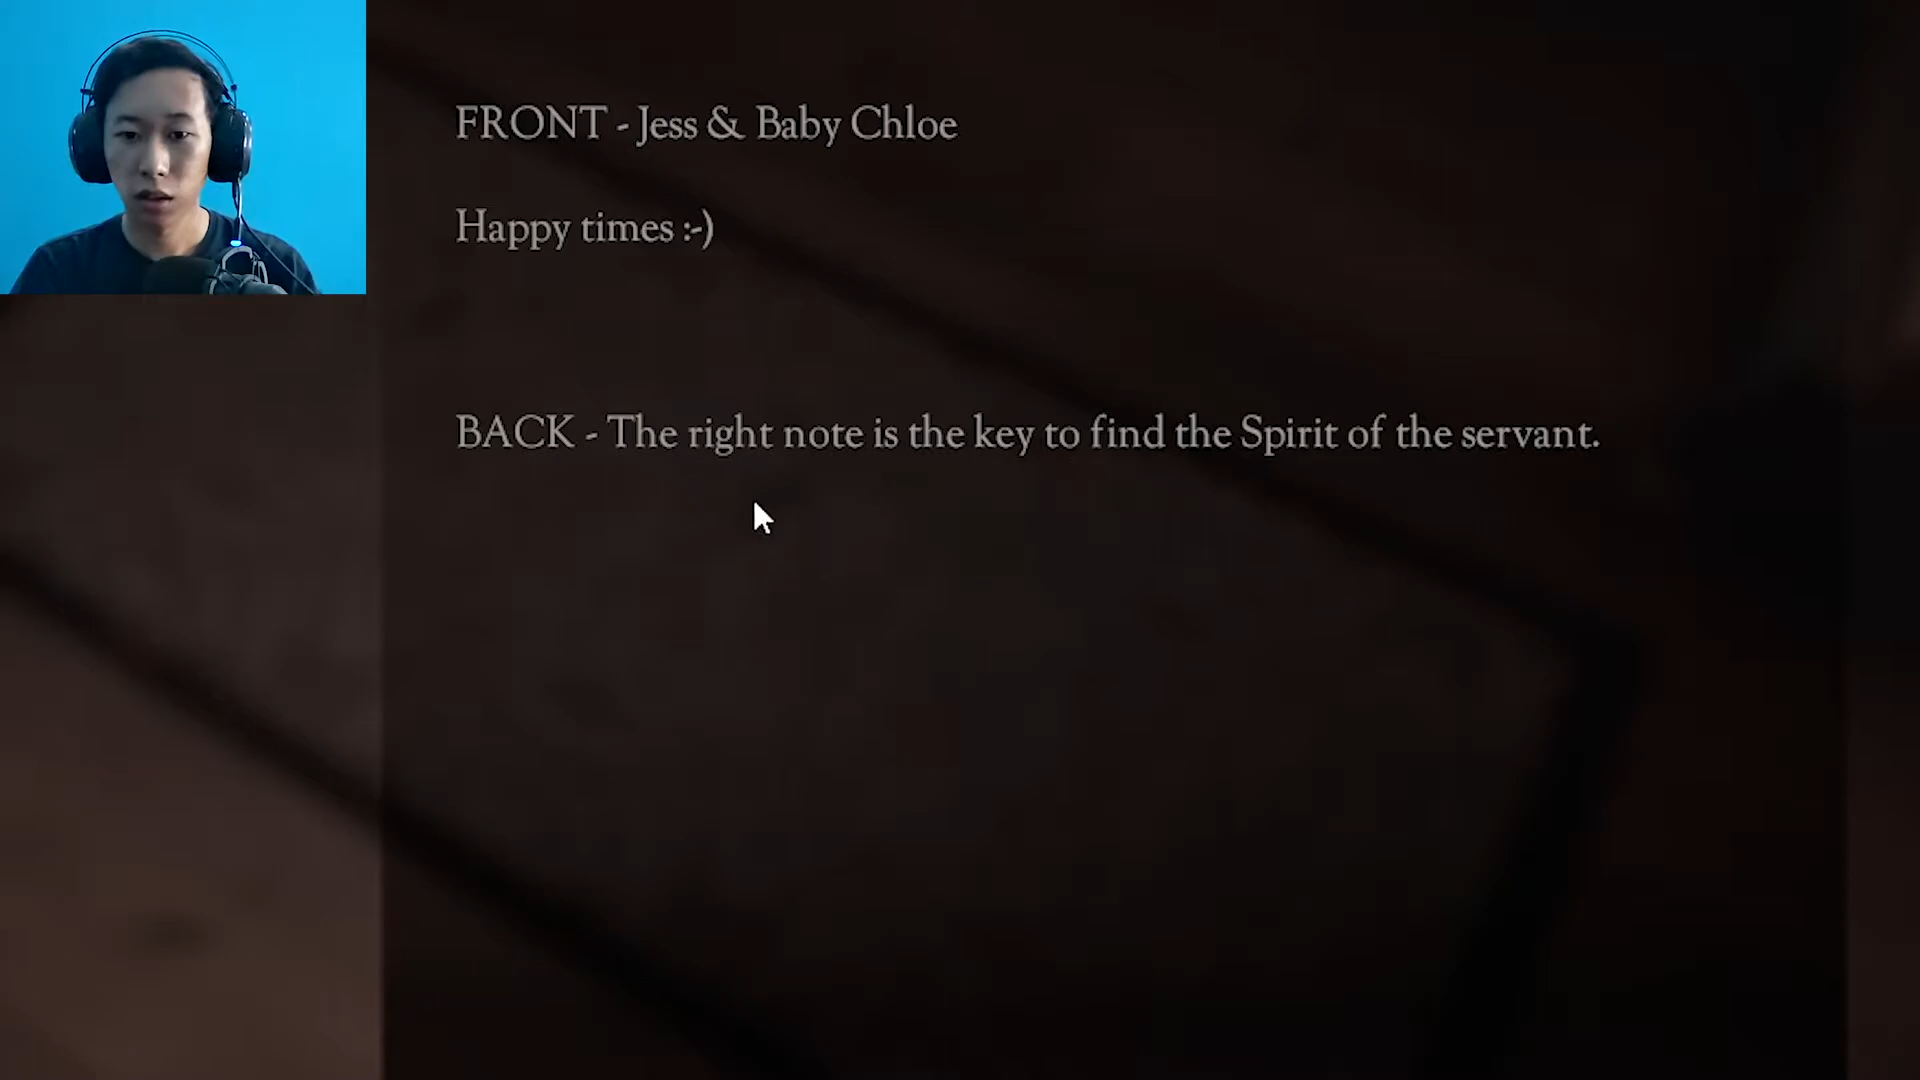 FRONT - Jess & Baby Chloe
Happy times :-)
BACK - The right note is the key to find the Spirit of the servant.